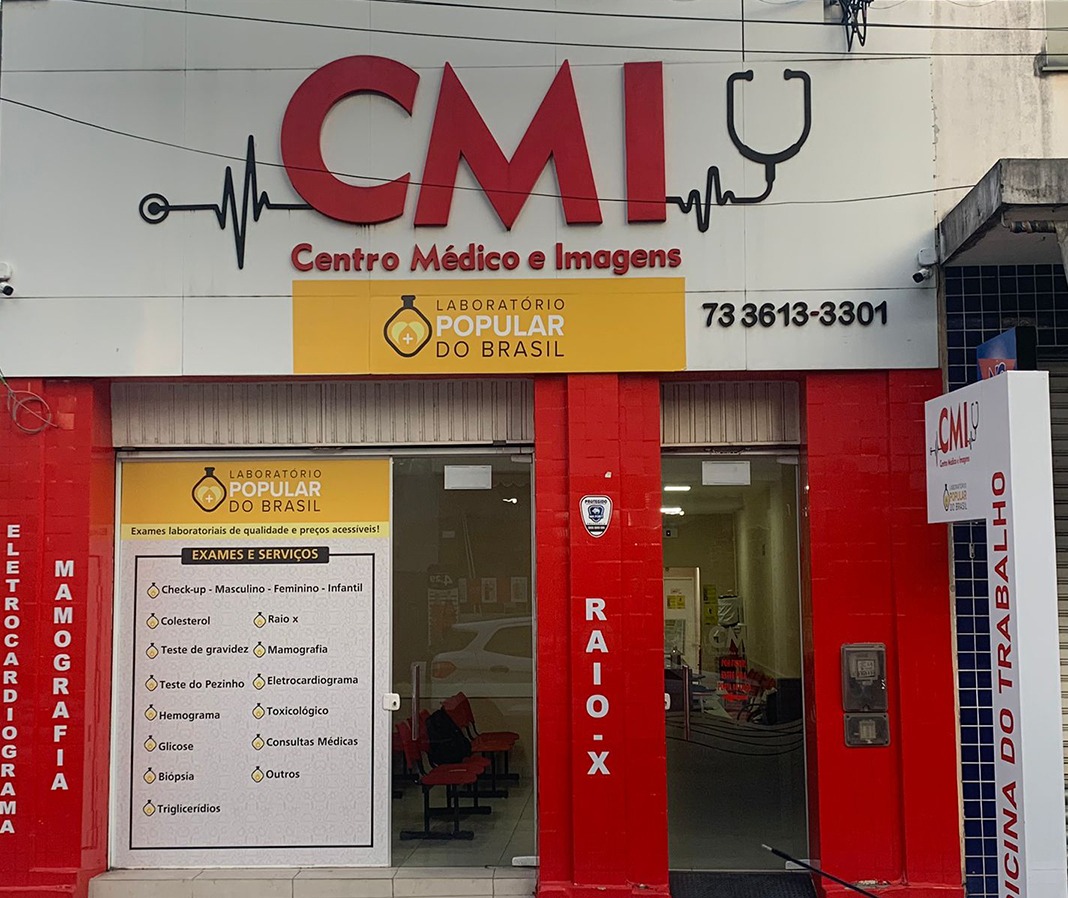 CMI
Centro Médico e Imagens
LABORATÓRIO
POPULAR
DO BRASIL
73 3613-3301
CMI
Centro Médico e Imagens
LABORATÓRIO
POPULAR
DO BRASIL
LABORATÓRIO
POPULAR
DO BRASIL
Exames laboratoriais de qualidade e preços acessíveis!
EXAMES E SERVIÇOS
Check-up - Masculino - Feminino - Infantil
Colesterol
Raio x
Teste de gravidez
Mamografia
Teste do Pezinho
Eletrocardiograma
Hemograma
Toxicológico
Glicose
Consultas Médicas
Biópsia
Outros
Triglicerídios
ELETROCARDIOGRAMA
MAMOGRAFIA
PROTEGIDO
RAIO-X
ICINA DO TRABALHO